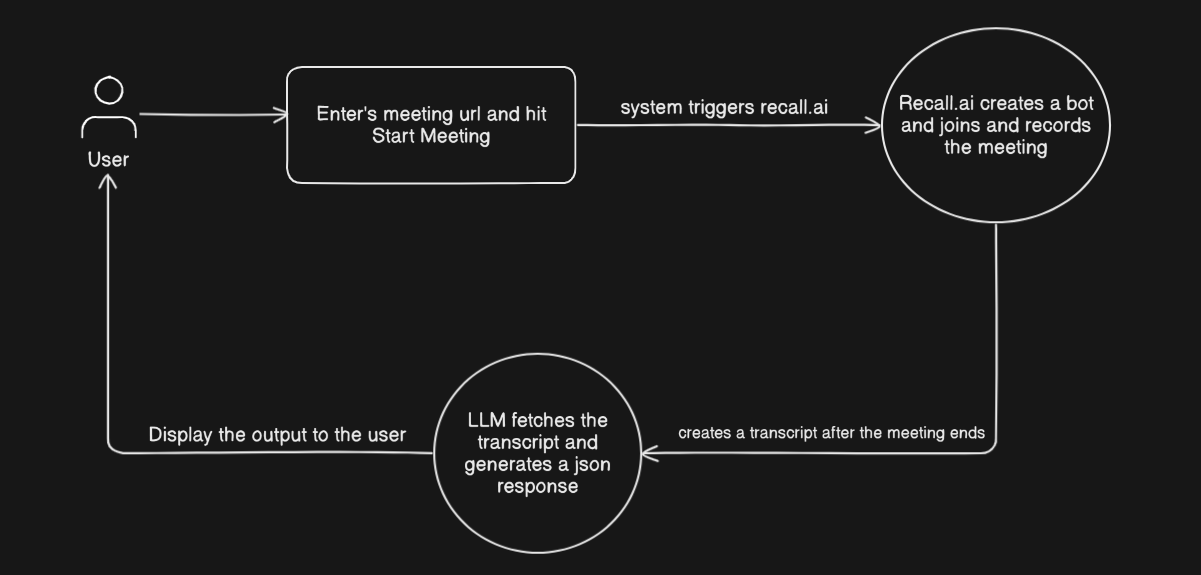 User
Enter's meeting url and hit
Start Meeting
system triggers recall.ai
Recall.ai creates a bot
and joins and records
the meeting
creates a transcript after the meeting ends
LLM fetches the
transcript and
generates a json
response
Display the output to the user